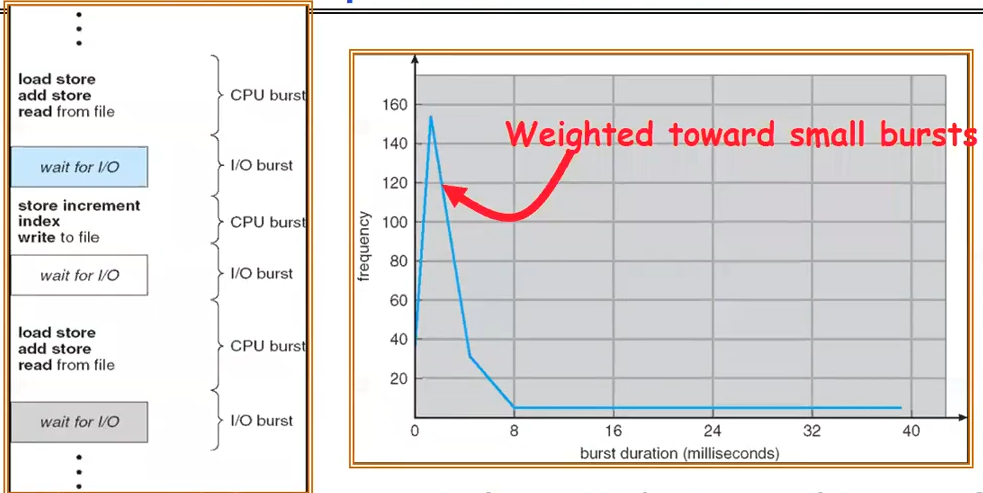 load store
add store
read from file
CPU burst
wait for I/O
I/O burst
store increment
index
write to file
CPU burst
wait for I/O
I/O burst
load store
add store
read from file
CPU burst
wait for I/O
I/O burst
Weighted toward small bursts
frequency
160
140
120
100
80
60
40
20
0 8 16 24 32 40
burst duration (milliseconds)